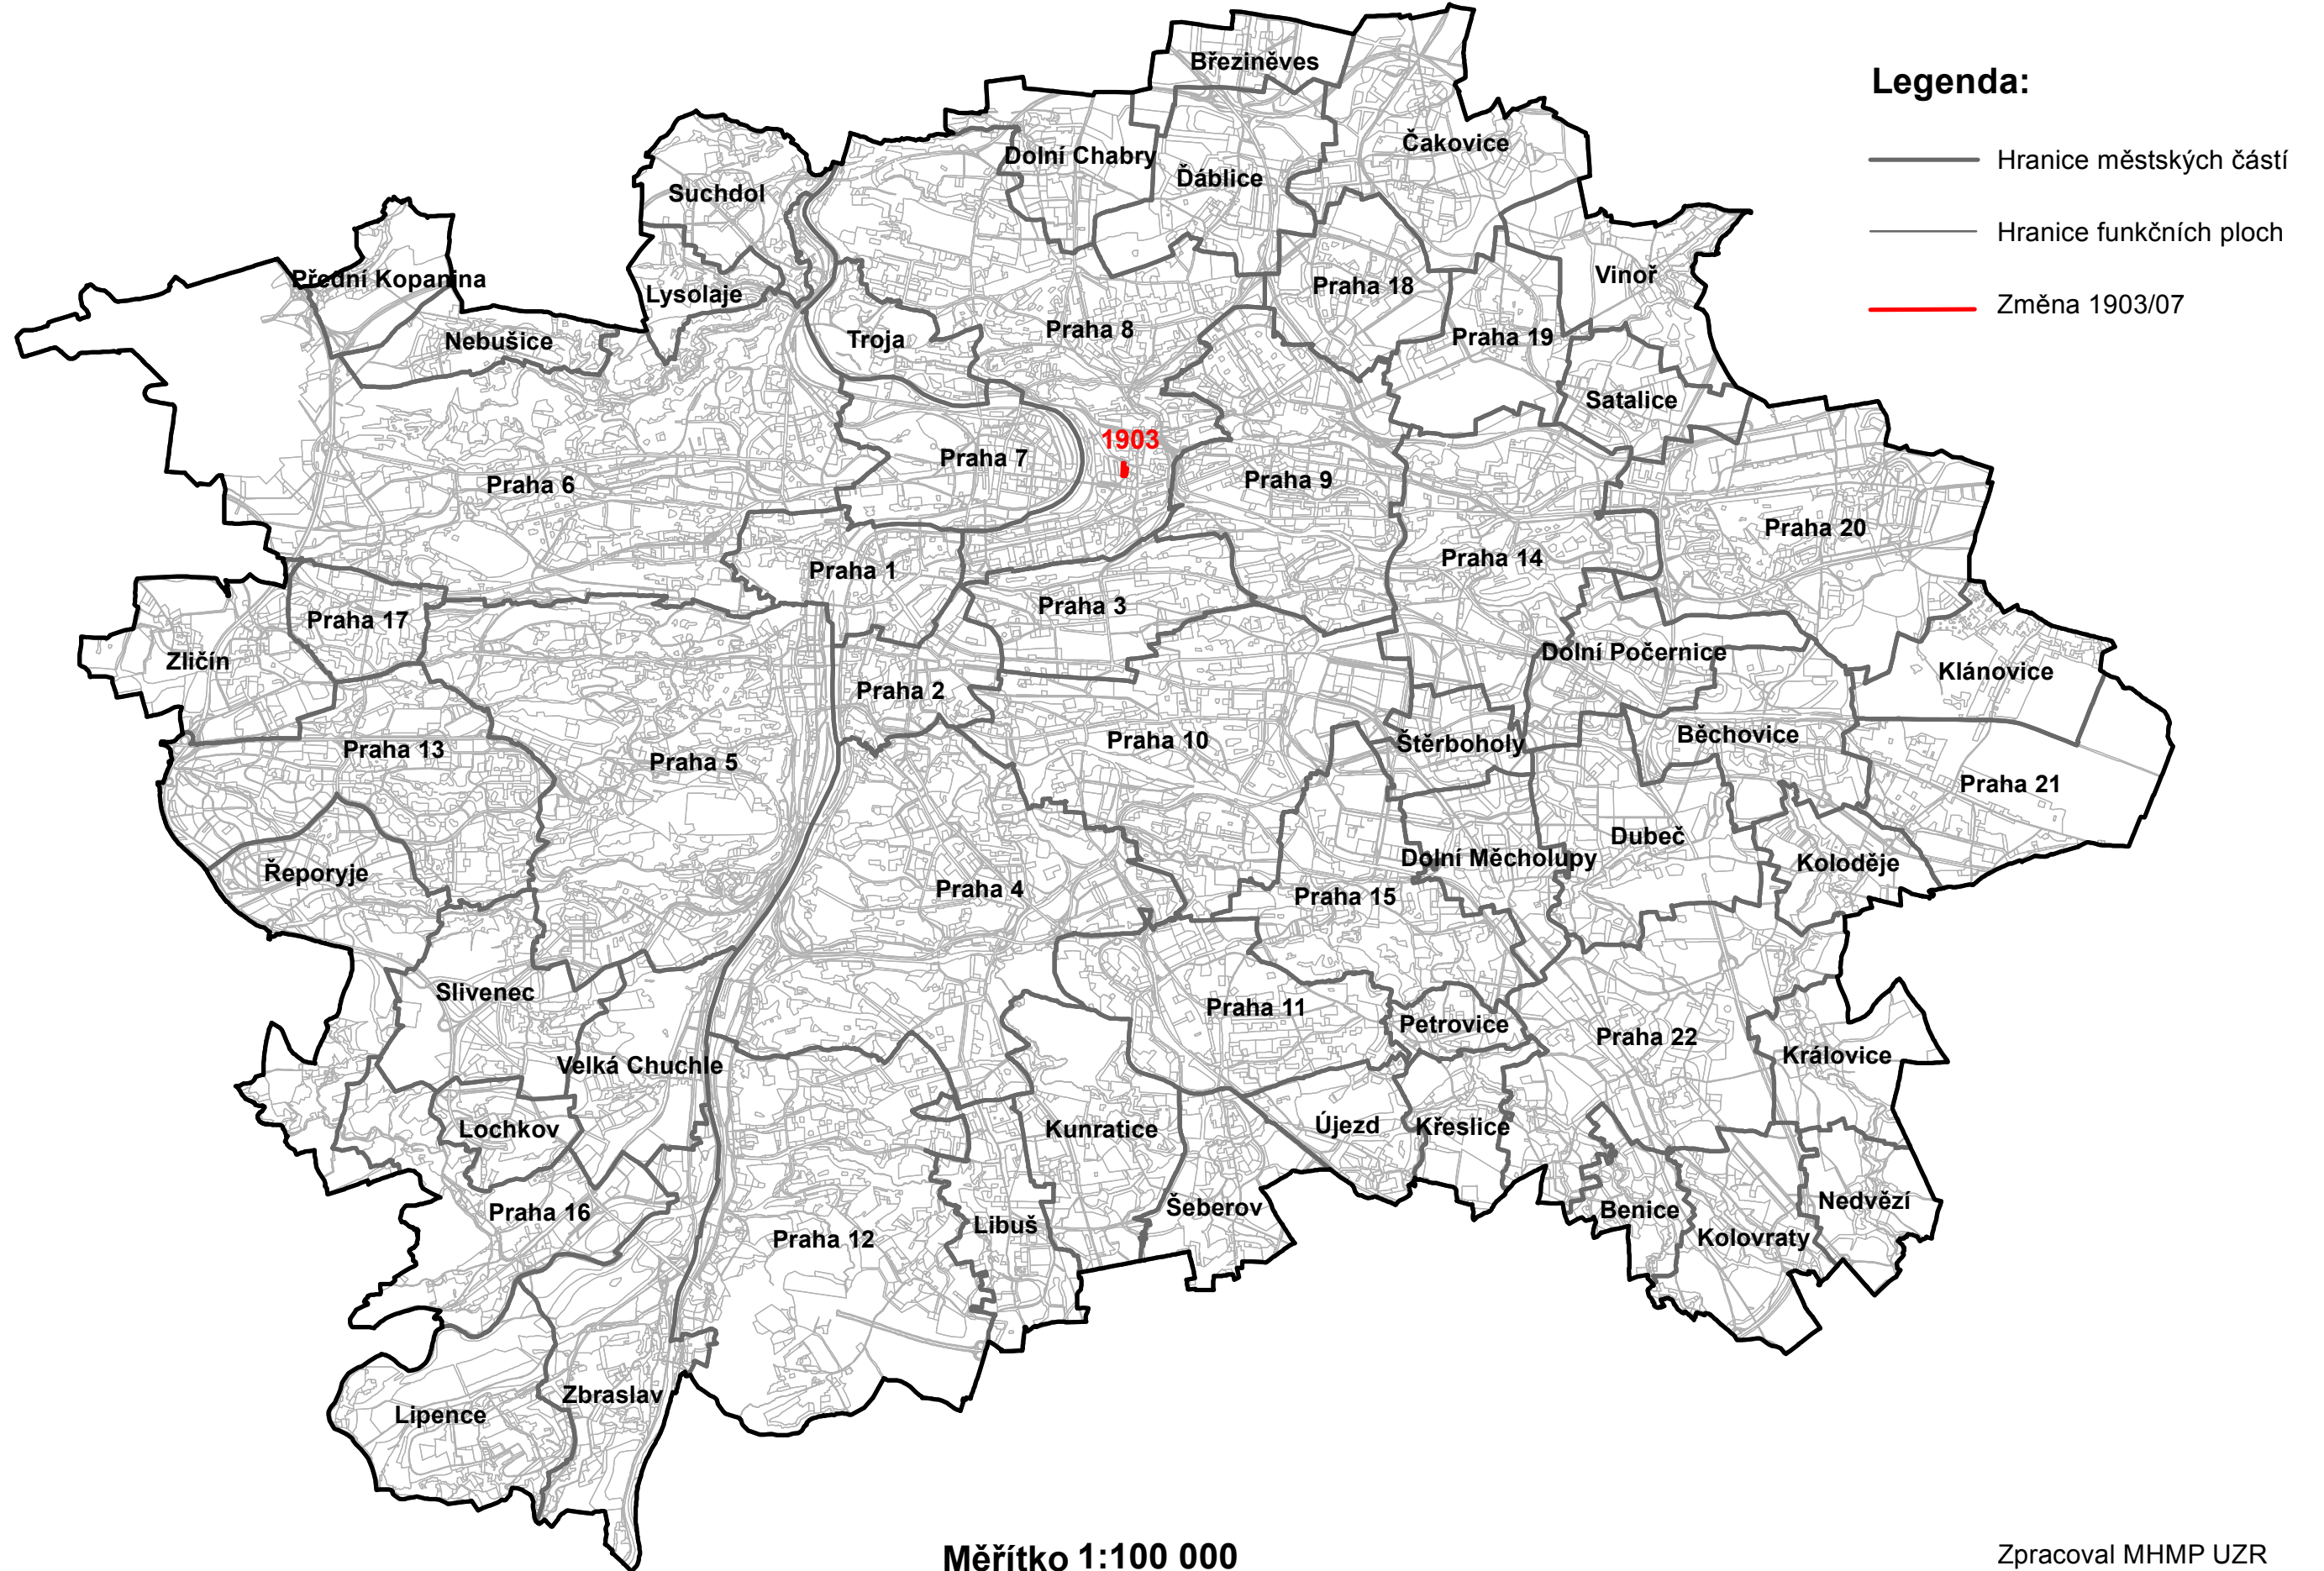 Březiněves
Legenda:
Čakovice
Dolní Chabry
Hranice městských částí
Ďáblice
Suchdol
Hranice funkčních ploch
Přední Kopanina
Vinoř
Praha 18
Lysolaje
Změna 1903/07
Praha 8
Troja
Nebušice
Praha 19
Satalice
1903
Praha 7
Praha 9
Praha 6
Praha 20
Praha 14
Praha 1
Praha 3
Praha 17
Dolní Počernice
Zličín
Klánovice
Praha 2
Běchovice
Praha 10
Štěrboholy
Praha 13
Praha 5
Praha 21
Dubeč
Dolní Měcholupy
Koloděje
Řeporyje
Praha 4
Praha 15
Slivenec
Praha 11
Petrovice
Praha 22
Královice
Velká Chuchle
Újezd
Křeslice
Lochkov
Kunratice
Nedvězí
Šeberov
Benice
Praha 16
Libuš
Kolovraty
Praha 12
Zbraslav
Lipence
Měřítko 1:100 000
Zpracoval MHMP UZR